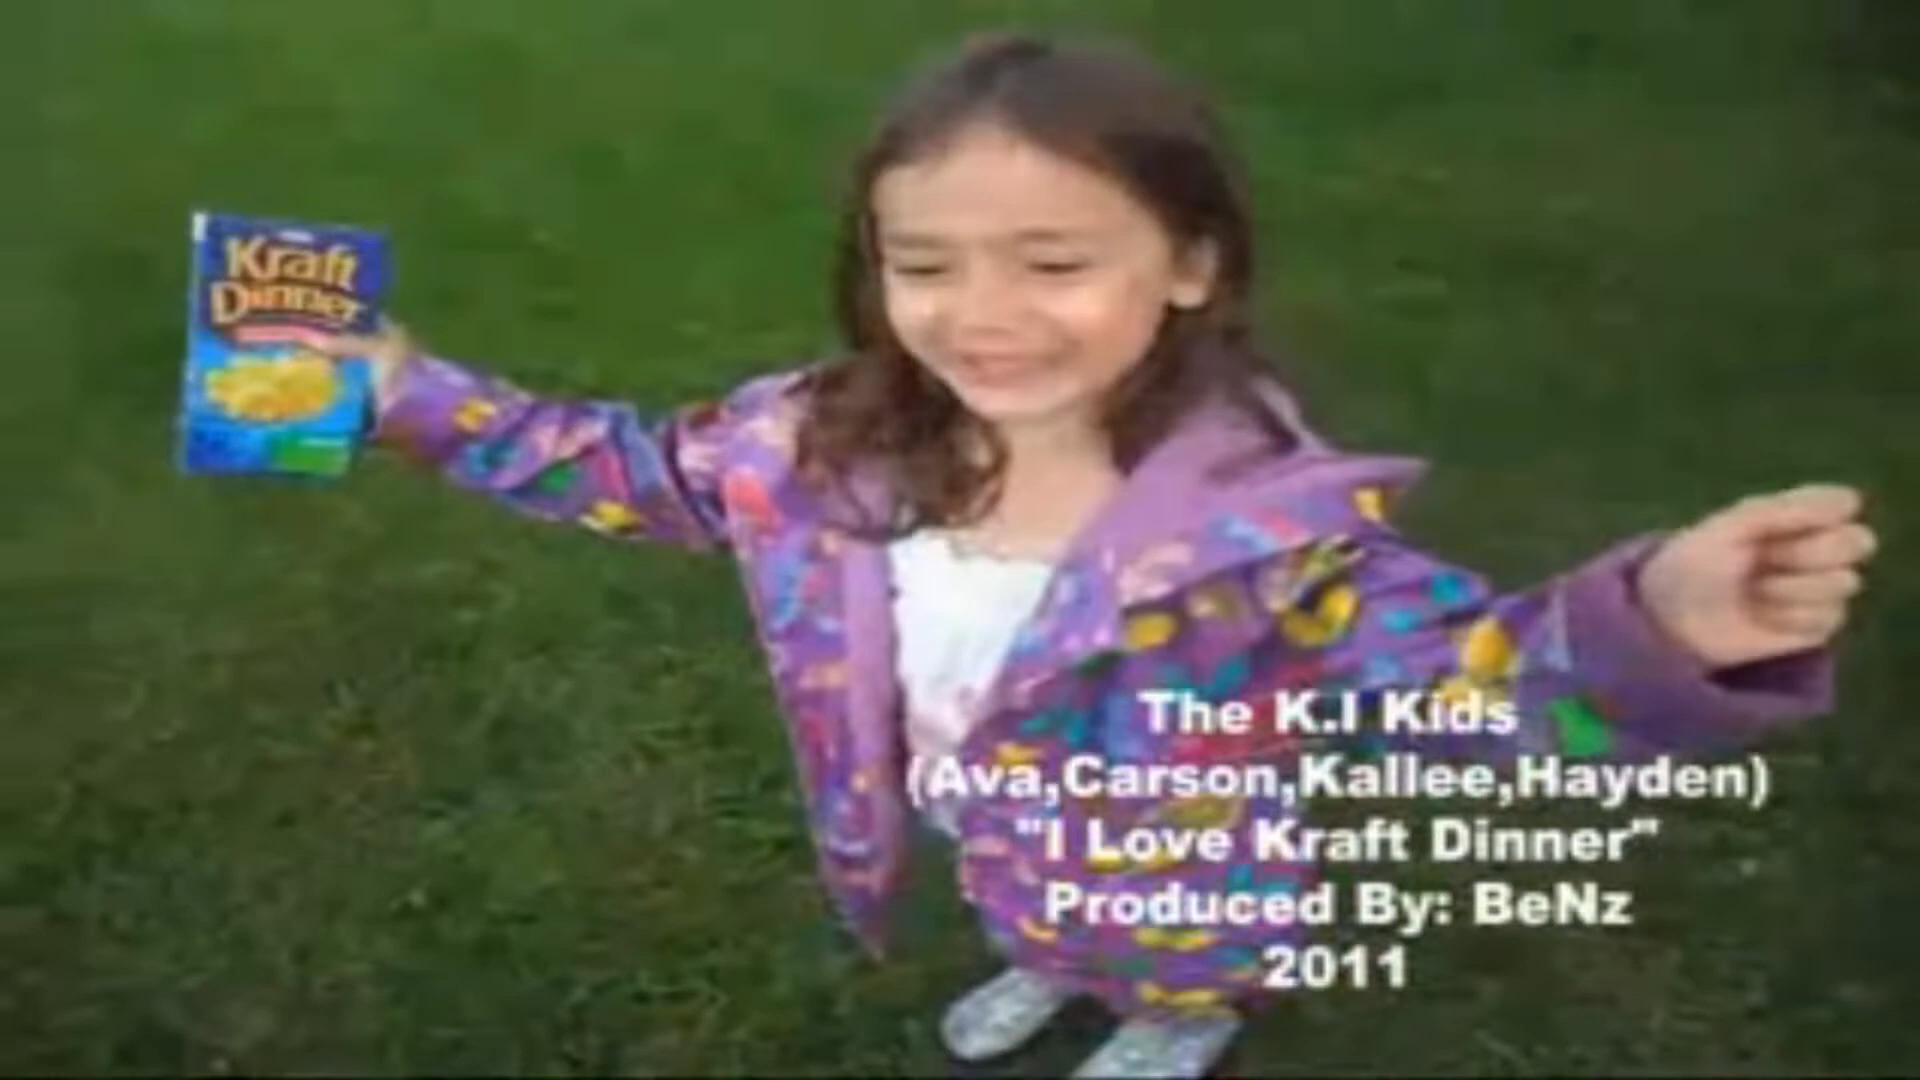 Kraft
Dinner
The K.I Kids
(Ava,Carson,Kallee,Hayden)
"I Love Kraft Dinner"
Produced By: BeNz
2011